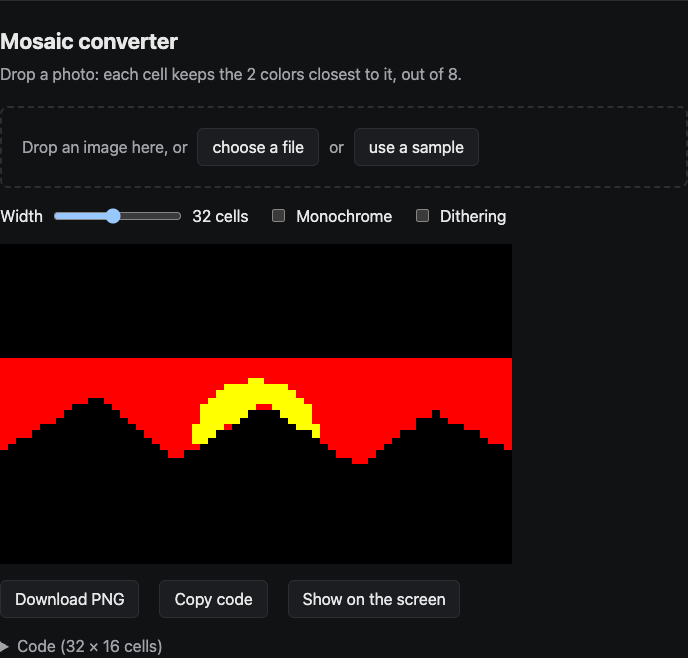 Mosaic converter
Drop a photo: each cell keeps the 2 colors closest to it, out of 8.
Drop an image here, or choose a file or use a sample
Width 32 cells Monochrome Dithering
Download PNG Copy code Show on the screen
Code (32 × 16 cells)